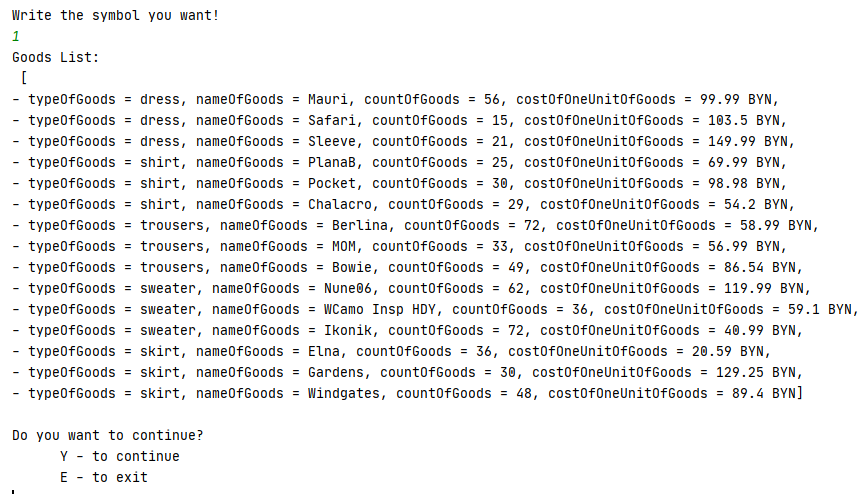 Write the symbol you want!
1
Goods List:
[
- typeOfGoods = dress, nameOfGoods = Mauri, countOfGoods = 56, costOfOneUnitOfGoods = 99.99 BYN,
- typeOfGoods = dress, nameOfGoods = Safari, countOfGoods = 15, costOfOneUnitOfGoods = 103.5 BYN,
- typeOfGoods = dress, nameOfGoods = Sleeve, countOfGoods = 21, costOfOneUnitOfGoods = 149.99 BYN,
- typeOfGoods = shirt, nameOfGoods = PlanaB, countOfGoods = 25, costOfOneUnitOfGoods = 69.99 BYN,
- typeOfGoods = shirt, nameOfGoods = Pocket, countOfGoods = 30, costOfOneUnitOfGoods = 98.98 BYN,
- typeOfGoods = shirt, nameOfGoods = Chalacro, countOfGoods = 29, costOfOneUnitOfGoods = 54.2 BYN,
- typeOfGoods = trousers, nameOfGoods = Berlina, countOfGoods = 72, costOfOneUnitOfGoods = 58.99 BYN,
- typeOfGoods = trousers, nameOfGoods = MOM, countOfGoods = 33, costOfOneUnitOfGoods = 56.99 BYN,
- typeOfGoods = trousers, nameOfGoods = Bowie, countOfGoods = 49, costOfOneUnitOfGoods = 86.54 BYN,
- typeOfGoods = sweater, nameOfGoods = Nune06, countOfGoods = 62, costOfOneUnitOfGoods = 119.99 BYN,
- typeOfGoods = sweater, nameOfGoods = WCamo Insp HDY, countOfGoods = 36, costOfOneUnitOfGoods = 59.1 BYN,
- typeOfGoods = sweater, nameOfGoods = Ikonik, countOfGoods = 72, costOfOneUnitOfGoods = 40.99 BYN,
- typeOfGoods = skirt, nameOfGoods = Elna, countOfGoods = 36, costOfOneUnitOfGoods = 20.59 BYN,
- typeOfGoods = skirt, nameOfGoods = Gardens, countOfGoods = 30, costOfOneUnitOfGoods = 129.25 BYN,
- typeOfGoods = skirt, nameOfGoods = Windgates, countOfGoods = 48, costOfOneUnitOfGoods = 89.4 BYN]
Do you want to continue?
Y - to continue
E - to exit